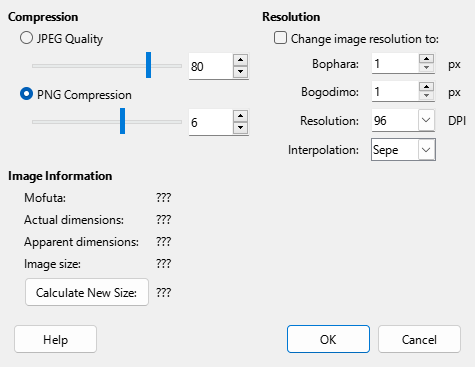 Compression
JPEG Quality
80
PNG Compression
6
Resolution
Change image resolution to:
Bophara: 1 px
Bogodimo: 1 px
Resolution: 96 DPI
Interpolation: Sepe
Image Information
Mofuta: ???
Actual dimensions: ???
Apparent dimensions: ???
Image size: ???
Calculate New Size: ???
Help OK Cancel